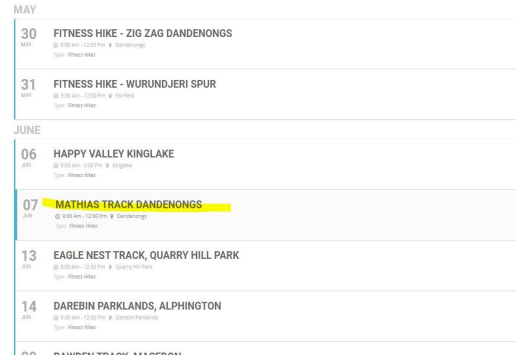 MAY
30
MAY
FITNESS HIKE - ZIG ZAG DANDENONGS
9:00 Am - 12:00 Pm Dandenongs
Type: Fitness Hikes
31
MAY
FITNESS HIKE - WURUNDJERI SPUR
9:00 Am - 12:00 Pm Fairfield
Type: Fitness Hikes
JUNE
06
JUN
HAPPY VALLEY KINGLAKE
9:00 Am - 2:00 Pm Kinglake
Type: Fitness Hikes
07
JUN
MATHIAS TRACK DANDENONGS
9:00 Am - 12:00 Pm Dandenongs
Type: Fitness Hikes
13
JUN
EAGLE NEST TRACK, QUARRY HILL PARK
9:00 Am - 12:00 Pm Quarry Hill Park
Type: Fitness Hikes
14
JUN
DAREBIN PARKLANDS, ALPHINGTON
9:00 Am - 12:00 Pm Darebin Parklands
Type: Fitness Hikes